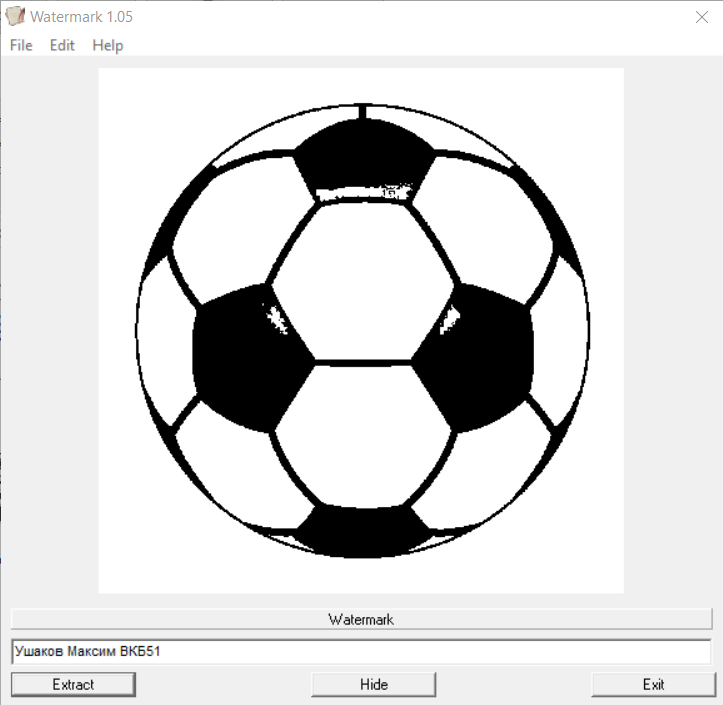 Watermark 1.05
File Edit Help
Watermark
Ушаков Максим ВКБ51
Extract Hide Exit